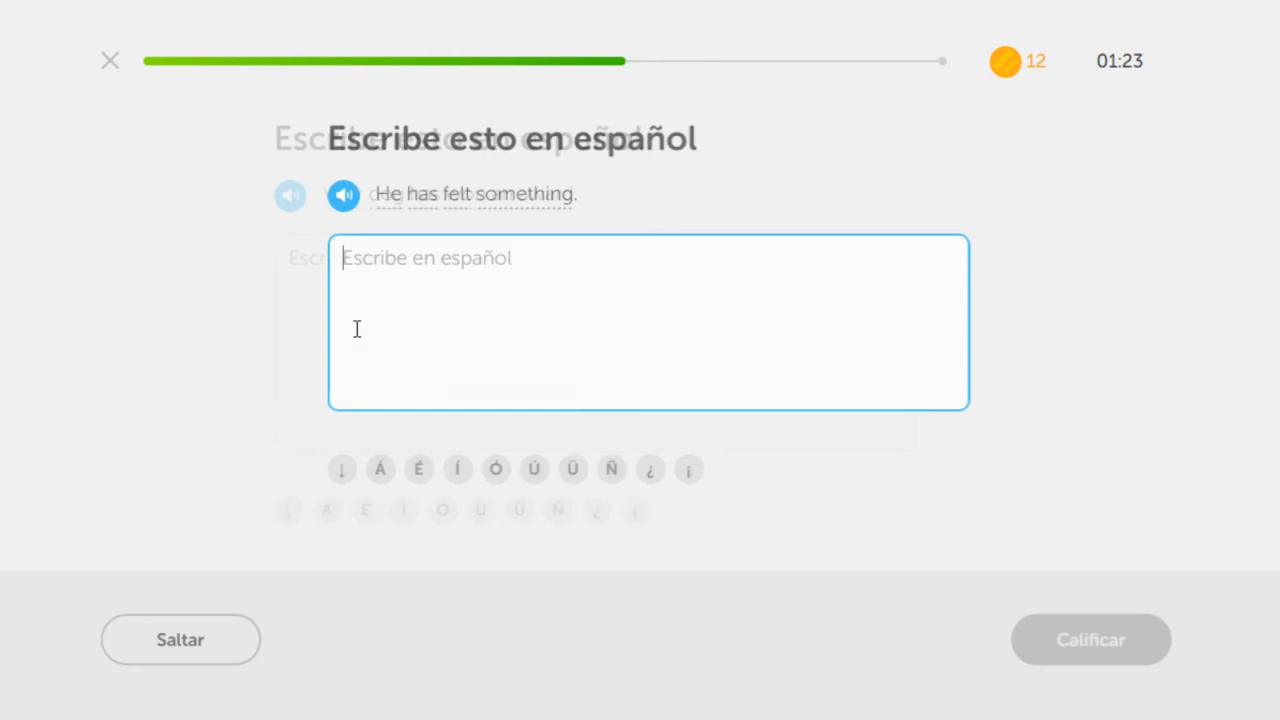 12
01:23
Escribe esto en español
He has felt something.
Escribe en español
↓ Á É Í Ó Ú Ü Ñ ¿ ¡
Saltar
Calificar